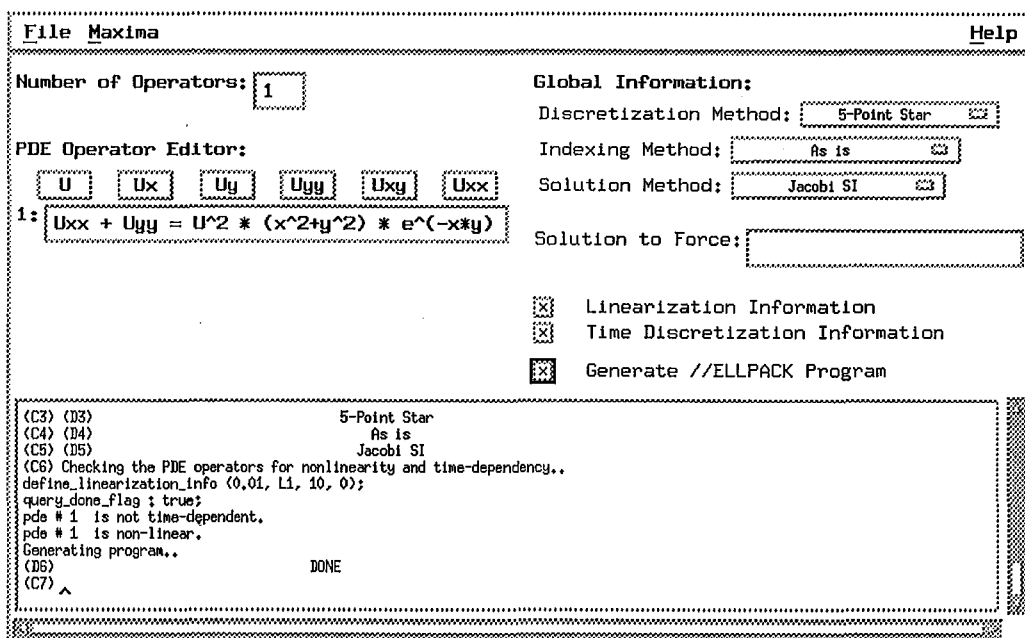 File Maxima Help
Number of Operators: 1
Global Information:
Discretization Method: 5-Point Star
PDE Operator Editor:
Indexing Method: As is
U Ux Uy Uyy Uxy Uxx
Solution Method: Jacobi SI
1: Uxx + Uyy = U^2 * (x^2+y^2) * e^(-x*y)
Solution to Force:
Linearization Information
Time Discretization Information
Generate //ELLPACK Program
(C3) (D3) 5-Point Star
(C4) (D4) As is
(C5) (D5) Jacobi SI
(C6) Checking the PDE operators for nonlinearity and time-dependency..
define_linearization_info (0.01, L1, 10, 0);
query_done_flag : true;
pde # 1 is not time-dependent.
pde # 1 is non-linear.
Generating program..
(D6) DONE
(C7) ^